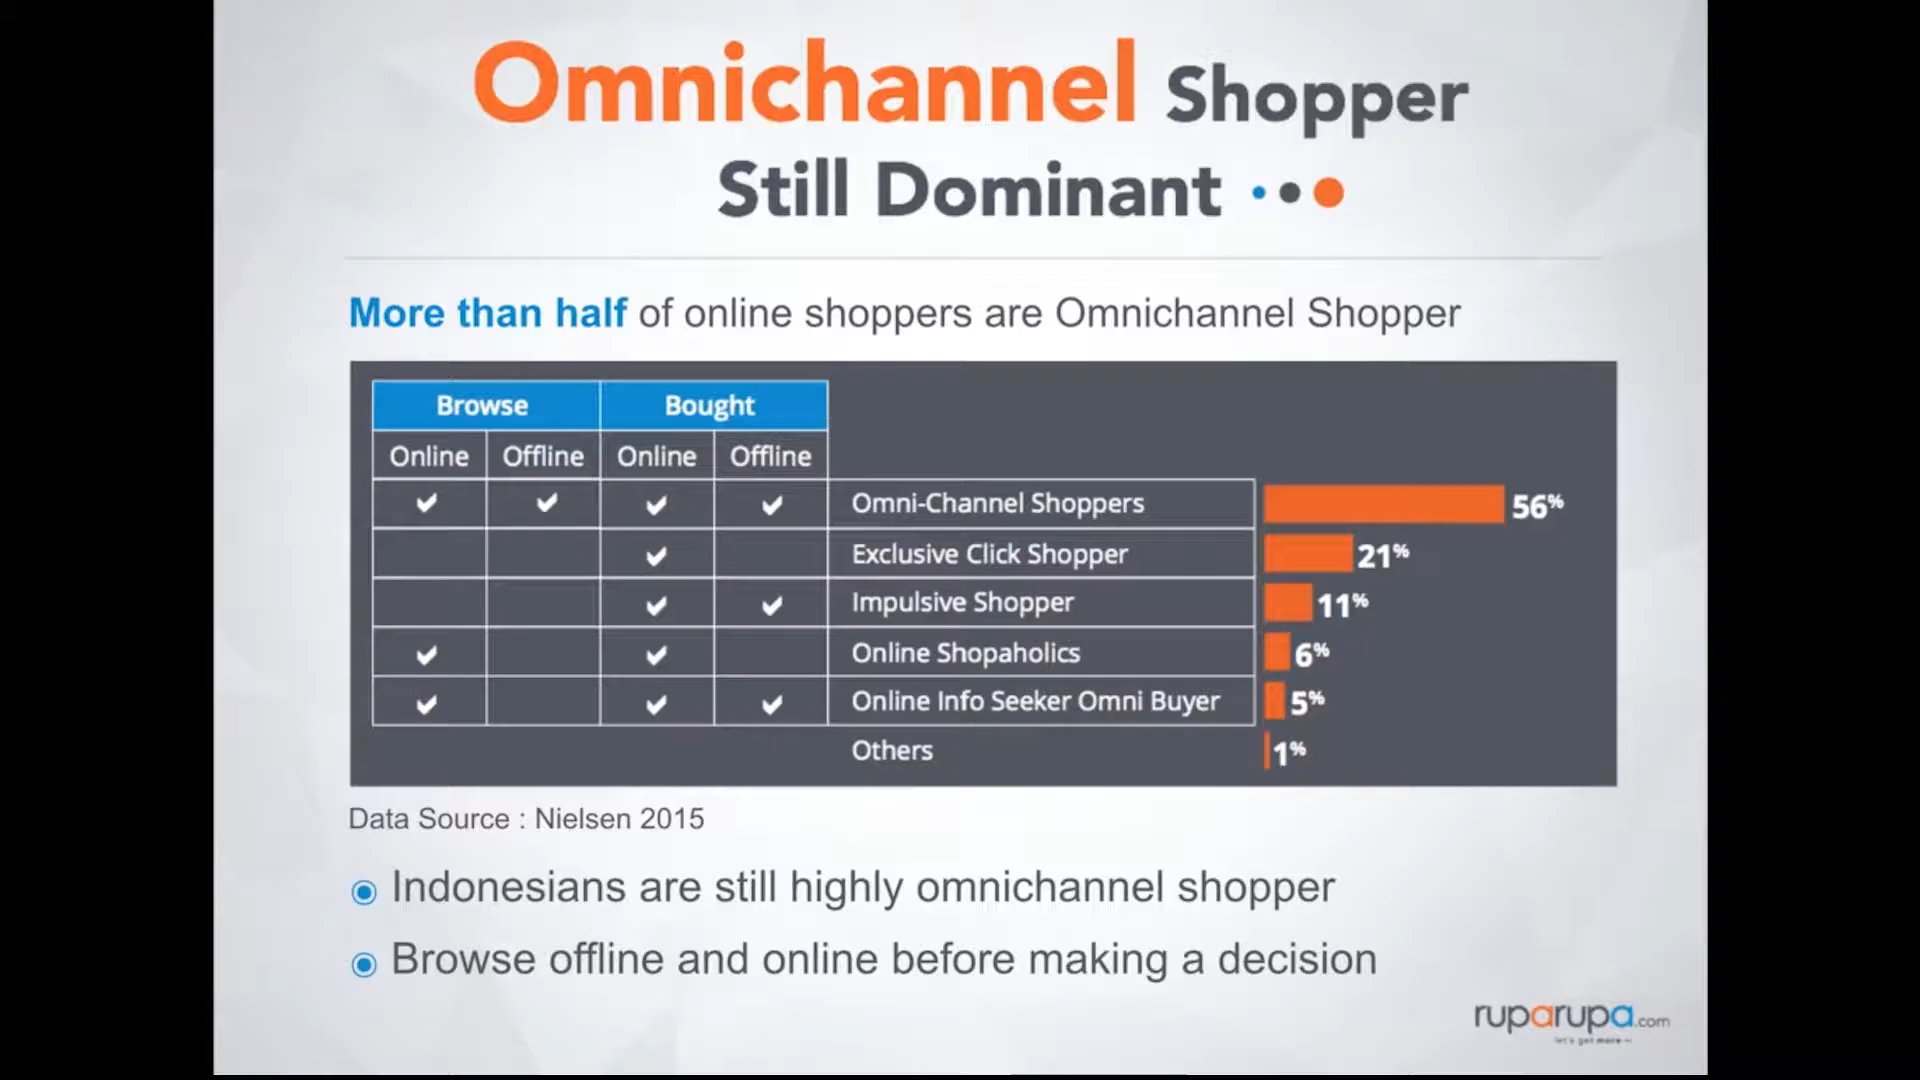 Omnichannel Shopper
Still Dominant
More than half of online shoppers are Omnichannel Shopper
Browse Bought
Online Offline Online Offline
Omni-Channel Shoppers 56%
Exclusive Click Shopper 21%
Impulsive Shopper 11%
Online Shopaholics 6%
Online Info Seeker Omni Buyer 5%
Others 1%
Data Source : Nielsen 2015
Indonesians are still highly omnichannel shopper
Browse offline and online before making a decision
ruparupa.com
let's get more